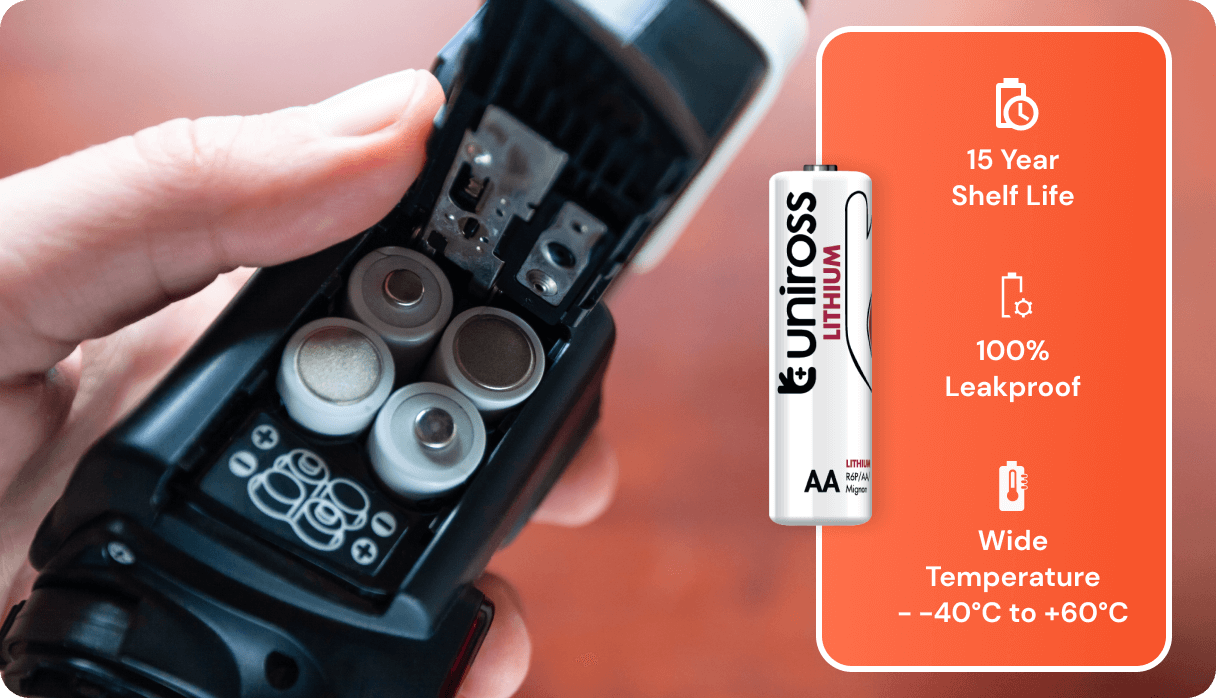 15 Year
Shelf Life
100%
Leakproof
Wide
Temperature
- -40°C to +60°C
uniross
LITHIUM
AA
LITHIUM
R6P/AA/
Mignon